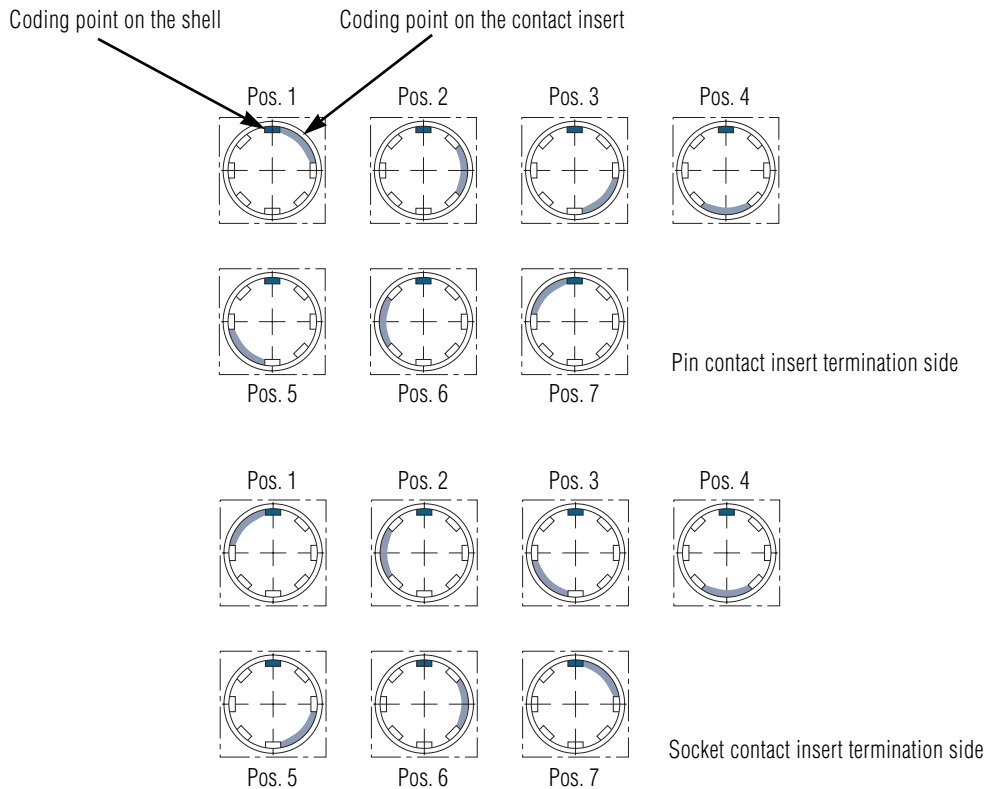 Coding point on the shell
Coding point on the contact insert
Pos. 1
Pos. 2
Pos. 3
Pos. 4
Pos. 5
Pos. 6
Pos. 7
Pin contact insert termination side
Pos. 1
Pos. 2
Pos. 3
Pos. 4
Pos. 5
Pos. 6
Pos. 7
Socket contact insert termination side